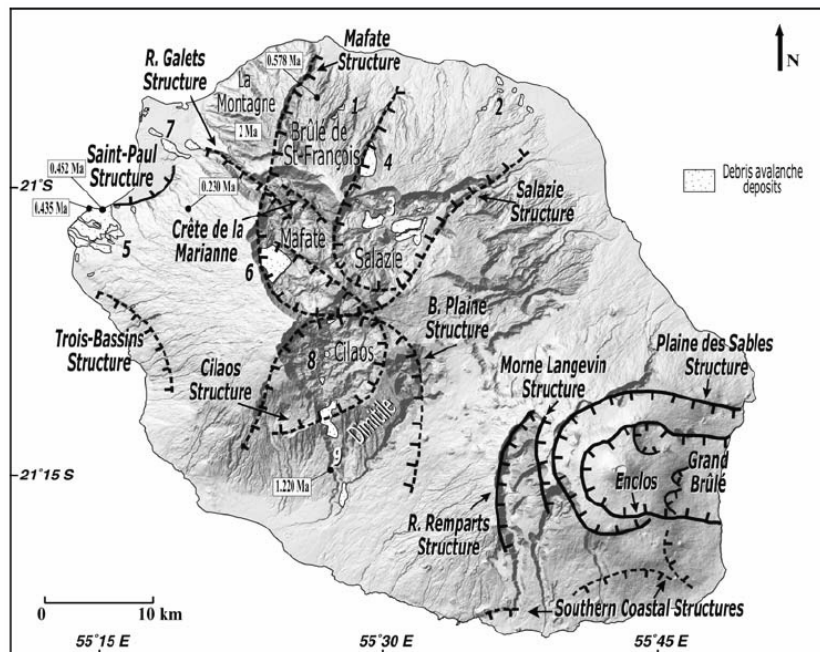 Mafate
Structure
N
R. Galets
Structure
0.578 Ma
La
Montagne
2 Ma
1
Brûlé de
St-François
2
7
4
Saint-Paul
Structure
0.452 Ma
21°S
0.435 Ma
0.230 Ma
Debris avalanche
deposits
Salazie
Structure
Crête de la
Marianne
Mafate
Salazie
5
6
B. Plaine
Structure
Trois-Bassins
Structure
8
Cilaos
Cilaos
Structure
Morne Langevin
Structure
Plaine des Sables
Structure
Dimitile
9
21°15 S
1.220 Ma
Grand
Brûlé
Enclos
R. Remparts
Structure
0
10 km
Southern Coastal Structures
55°15 E
55°30 E
55°45 E